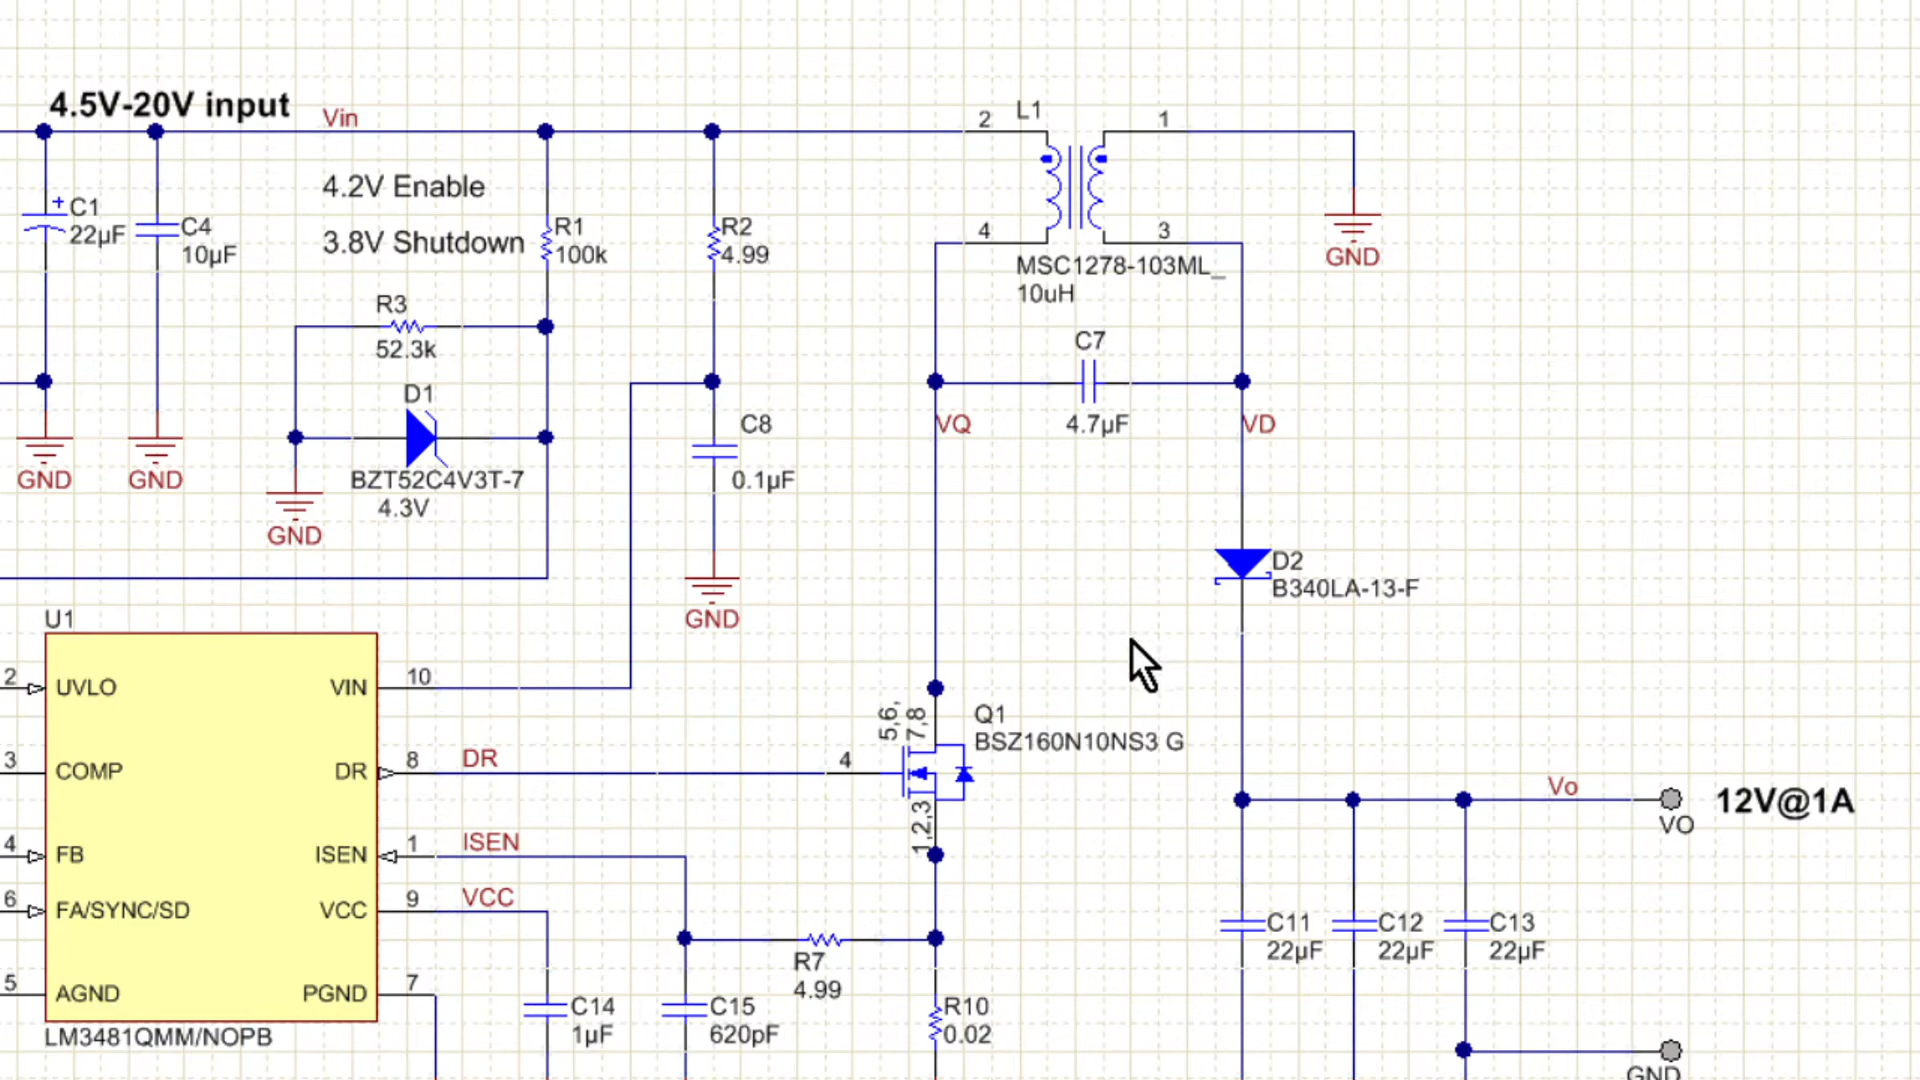 4.5V-20V input
Vin
2
L1
1
4.2V Enable
3.8V Shutdown
+
C1
22µF
C4
10µF
R1
100k
R2
4.99
4
3
MSC1278-103ML_
10uH
GND
R3
52.3k
C7
4.7µF
D1
BZT52C4V3T-7
4.3V
C8
0.1µF
VQ
VD
GND
GND
GND
GND
D2
B340LA-13-F
U1
2
UVLO
VIN
10
3
COMP
DR
8
DR
4
FB
ISEN
1
ISEN
6
FA/SYNC/SD
VCC
9
VCC
5
AGND
PGND
7
LM3481QMM/NOPB
4
5,6,
7,8
1,2,3
Q1
BSZ160N10NS3 G
Vo
VO
12V@1A
R7
4.99
C14
1µF
C15
620pF
R10
0.02
C11
22µF
C12
22µF
C13
22µF
GND